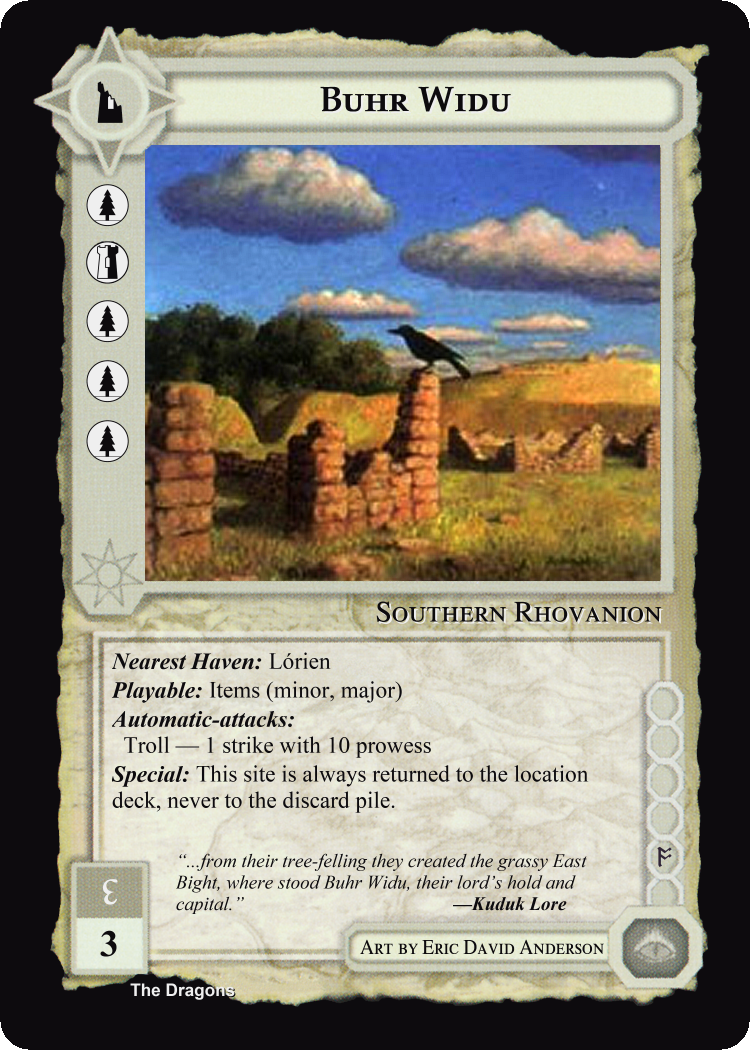 Buhr Widu
Southern Rhovanion
Nearest Haven: Lórien
Playable: Items (minor, major)
Automatic-attacks:
Troll — 1 strike with 10 prowess
Special: This site is always returned to the location
deck, never to the discard pile.
“...from their tree-felling they created the grassy East
Bight, where stood Buhr Widu, their lord’s hold and
capital.” —Kuduk Lore
3
Art by Eric David Anderson
The Dragons